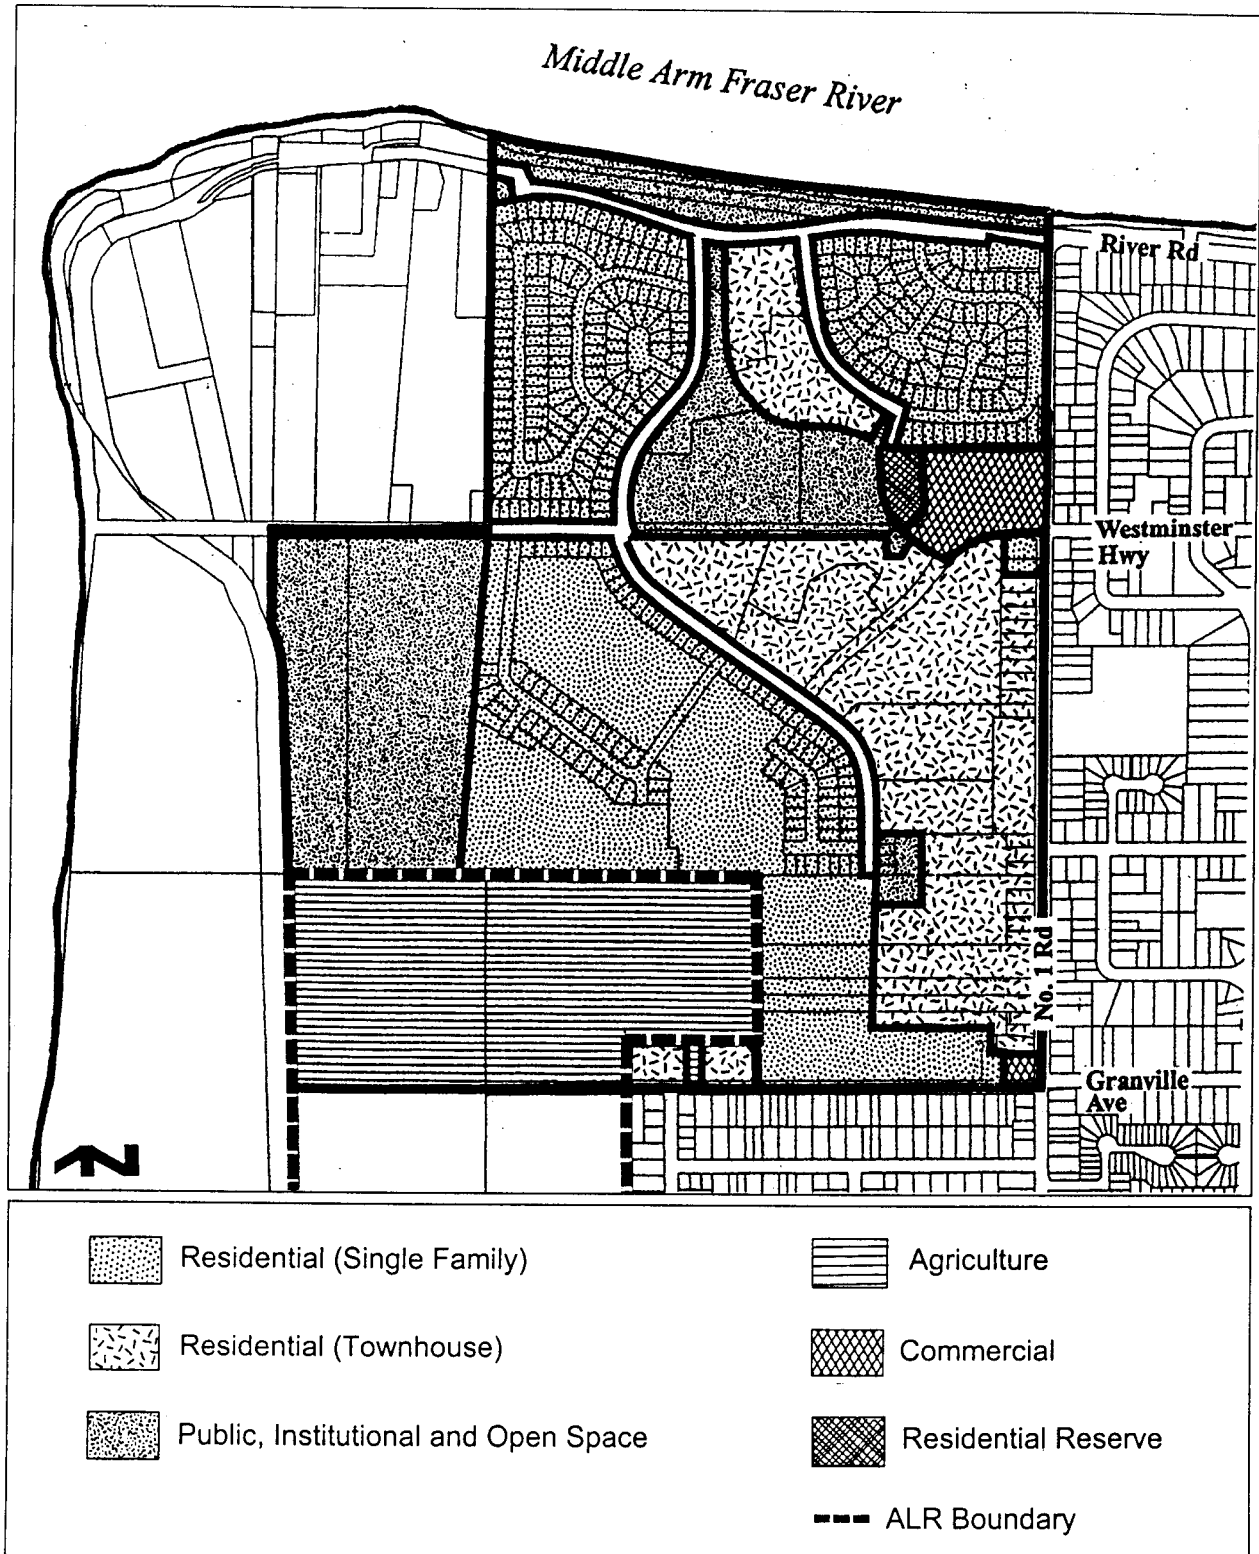 Middle Arm Fraser River
River Rd
Westminster
Hwy
No. 1 Rd
Granville
Ave
Residential (Single Family)
Agriculture
Residential (Townhouse)
Commercial
Public, Institutional and Open Space
Residential Reserve
ALR Boundary